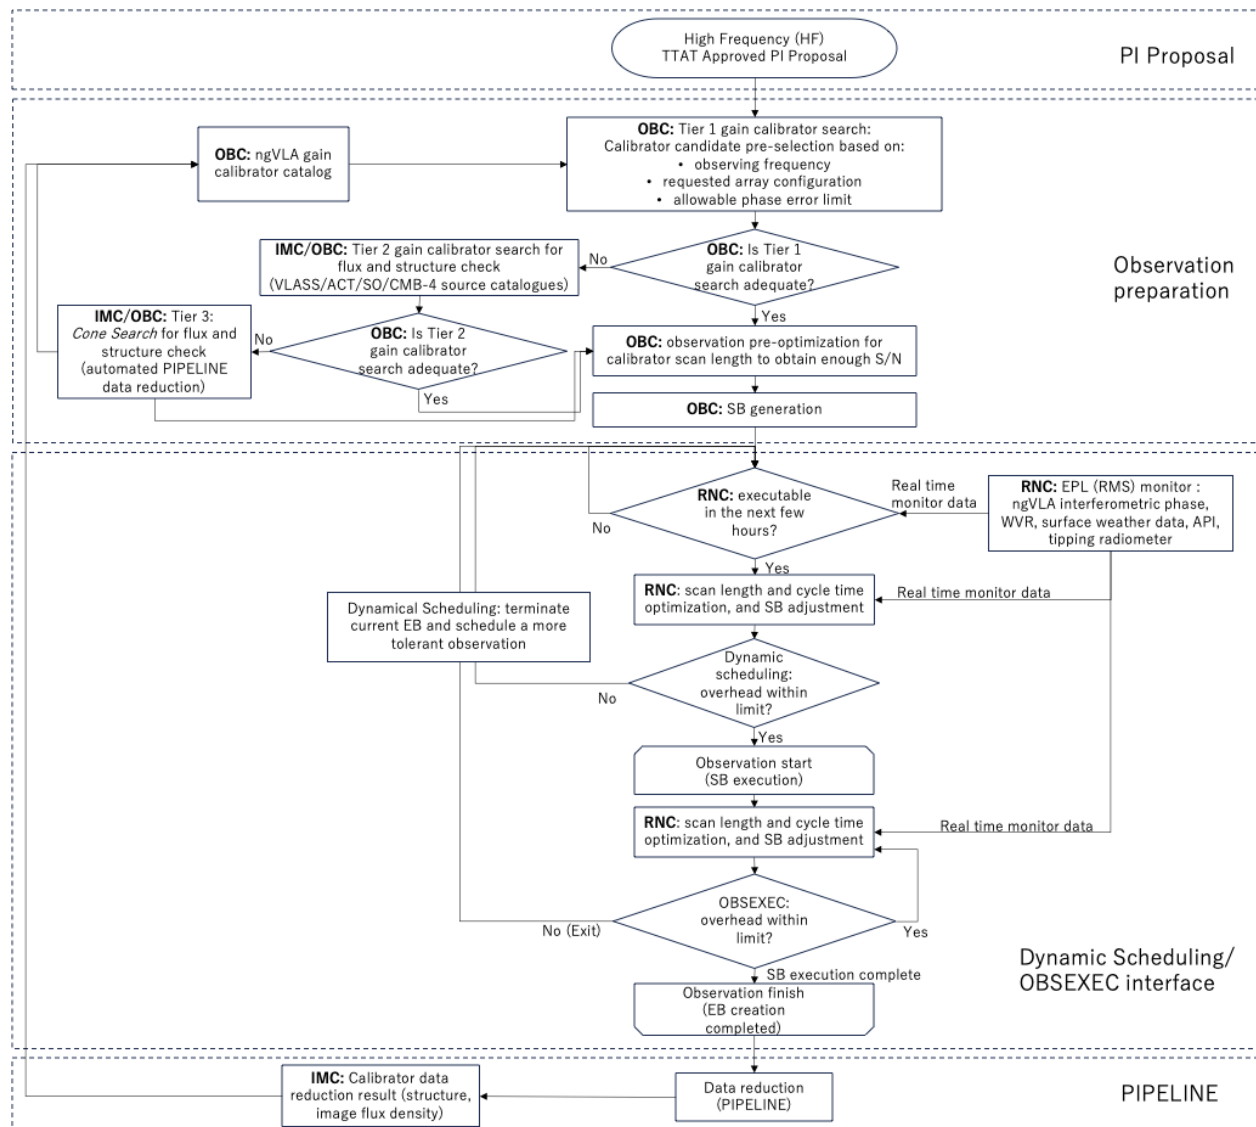 High Frequency (HF)
TTAT Approved PI Proposal
PI Proposal
OBC: ngVLA gain
calibrator catalog
OBC: Tier 1 gain calibrator search:
Calibrator candidate pre-selection based on:
• observing frequency
• requested array configuration
• allowable phase error limit
IMC/OBC: Tier 2 gain calibrator search for
flux and structure check
(VLASS/ACT/SO/CMB-4 source catalogues)
No
OBC: Is Tier 1
gain calibrator
search adequate?
Yes
Observation
preparation
IMC/OBC: Tier 3:
Cone Search for flux and
structure check
(automated PIPELINE
data reduction)
No
OBC: Is Tier 2
gain calibrator
search adequate?
Yes
OBC: observation pre-optimization for
calibrator scan length to obtain enough S/N
OBC: SB generation
RNC: executable
in the next few
hours?
No
Yes
Real time
monitor data
RNC: EPL (RMS) monitor :
ngVLA interferometric phase,
WVR, surface weather data, API,
tipping radiometer
RNC: scan length and cycle time
optimization, and SB adjustment
Real time monitor data
Dynamical Scheduling: terminate
current EB and schedule a more
tolerant observation
Dynamic
scheduling:
overhead within
limit?
No
Yes
Observation start
(SB execution)
RNC: scan length and cycle time
optimization, and SB adjustment
Real time monitor data
OBSEXEC:
overhead within
limit?
No (Exit)
Yes
SB execution complete
Observation finish
(EB creation
completed)
Dynamic Scheduling/
OBSEXEC interface
IMC: Calibrator data
reduction result (structure,
image flux density)
Data reduction
(PIPELINE)
PIPELINE